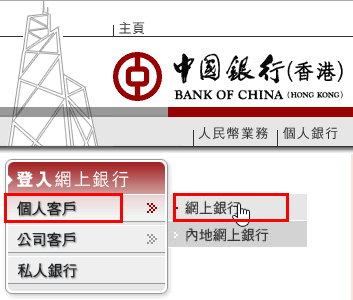 主頁
中國銀行(香港)
BANK OF CHINA (HONG KONG)
人民幣業務 個人銀行
登入網上銀行
個人客戶
網上銀行
公司客戶
內地網上銀行
私人銀行